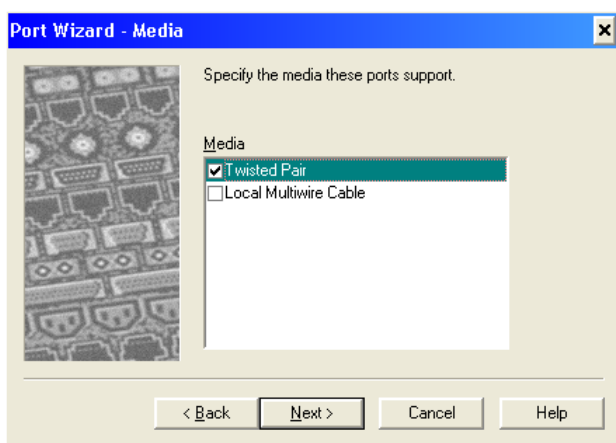 Port Wizard - Media
Specify the media these ports support.
Media
Twisted Pair
Local Multiwire Cable
< Back
Next >
Cancel
Help